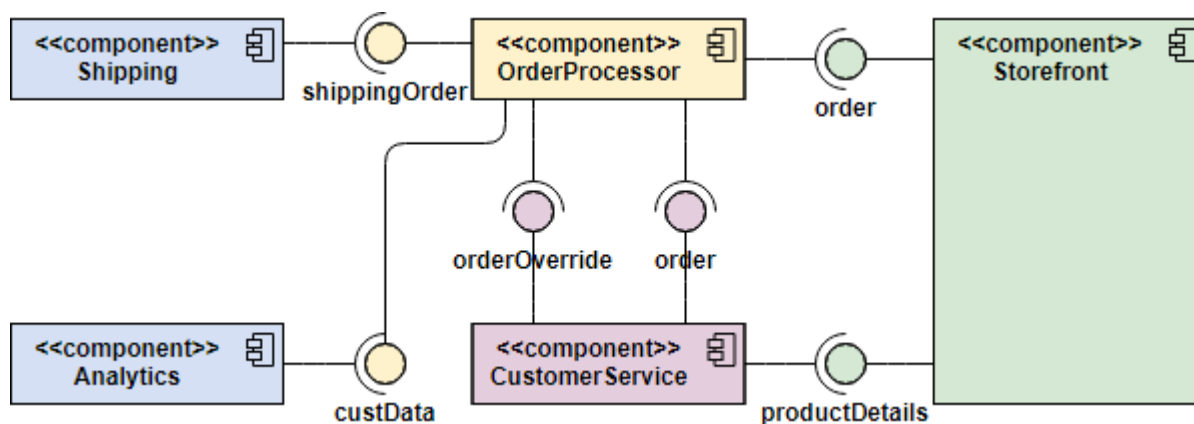 <<component>>
Shipping
shippingOrder
<<component>>
OrderProcessor
order
<<component>>
Storefront
orderOverride
order
<<component>>
Analytics
custData
<<component>>
CustomerService
productDetails